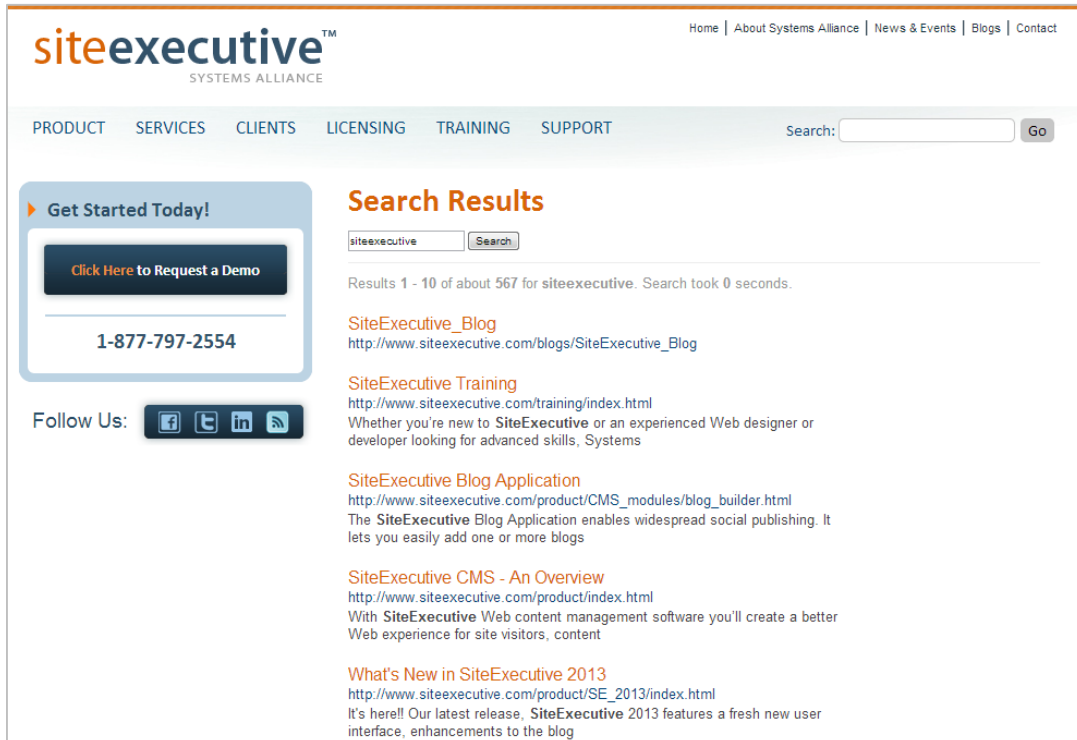 siteexecutive™
SYSTEMS ALLIANCE
Home | About Systems Alliance | News & Events | Blogs | Contact
PRODUCT SERVICES CLIENTS LICENSING TRAINING SUPPORT
Search: Go
Get Started Today!
Click Here to Request a Demo
1-877-797-2554
Follow Us:
Search Results
siteexecutive Search
Results 1 - 10 of about 567 for siteexecutive. Search took 0 seconds.
SiteExecutive_Blog
http://www.siteexecutive.com/blogs/SiteExecutive_Blog
SiteExecutive Training
http://www.siteexecutive.com/training/index.html
Whether you're new to SiteExecutive or an experienced Web designer or
developer looking for advanced skills, Systems
SiteExecutive Blog Application
http://www.siteexecutive.com/product/CMS_modules/blog_builder.html
The SiteExecutive Blog Application enables widespread social publishing. It
lets you easily add one or more blogs
SiteExecutive CMS - An Overview
http://www.siteexecutive.com/product/index.html
With SiteExecutive Web content management software you'll create a better
Web experience for site visitors, content
What's New in SiteExecutive 2013
http://www.siteexecutive.com/product/SE_2013/index.html
It's here!! Our latest release, SiteExecutive 2013 features a fresh new user
interface, enhancements to the blog